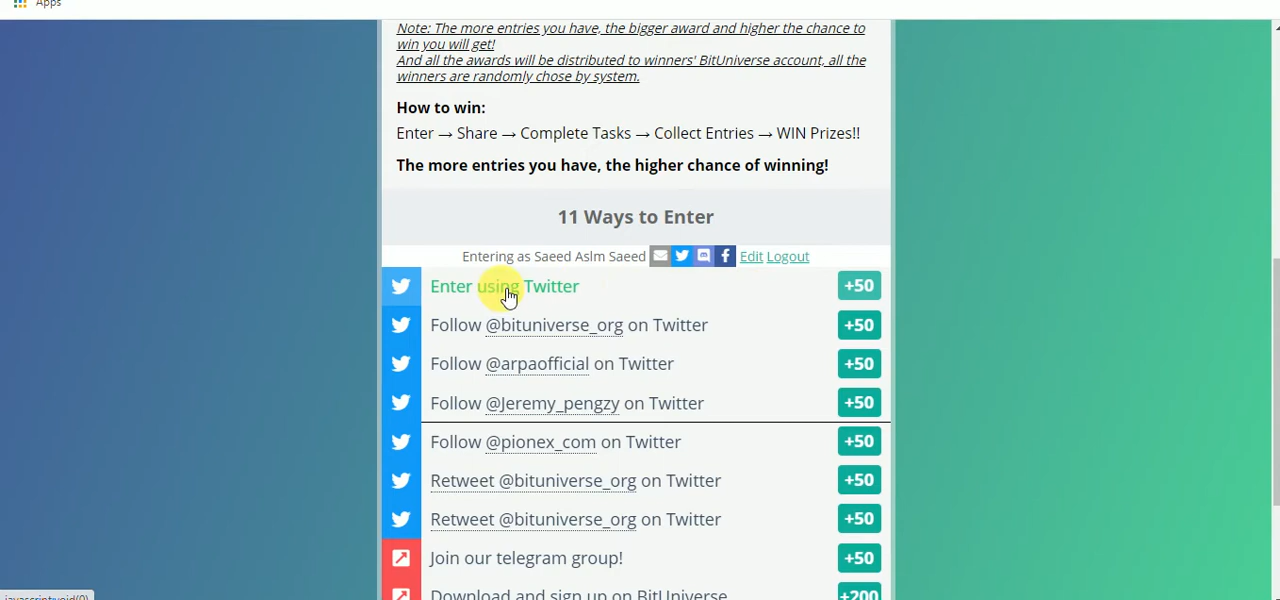 Apps
Note: The more entries you have, the bigger award and higher the chance to
win you will get!
And all the awards will be distributed to winners' BitUniverse account, all the
winners are randomly chose by system.
How to win:
Enter → Share → Complete Tasks → Collect Entries → WIN Prizes!!
The more entries you have, the higher chance of winning!
11 Ways to Enter
Entering as Saeed Aslm Saeed Edit Logout
Enter using Twitter +50
Follow @bituniverse_org on Twitter +50
Follow @arpaofficial on Twitter +50
Follow @Jeremy_pengzy on Twitter +50
Follow @pionex_com on Twitter +50
Retweet @bituniverse_org on Twitter +50
Retweet @bituniverse_org on Twitter +50
Join our telegram group! +50
Download and sign up on BitUniverse +200
javascript:void(0)